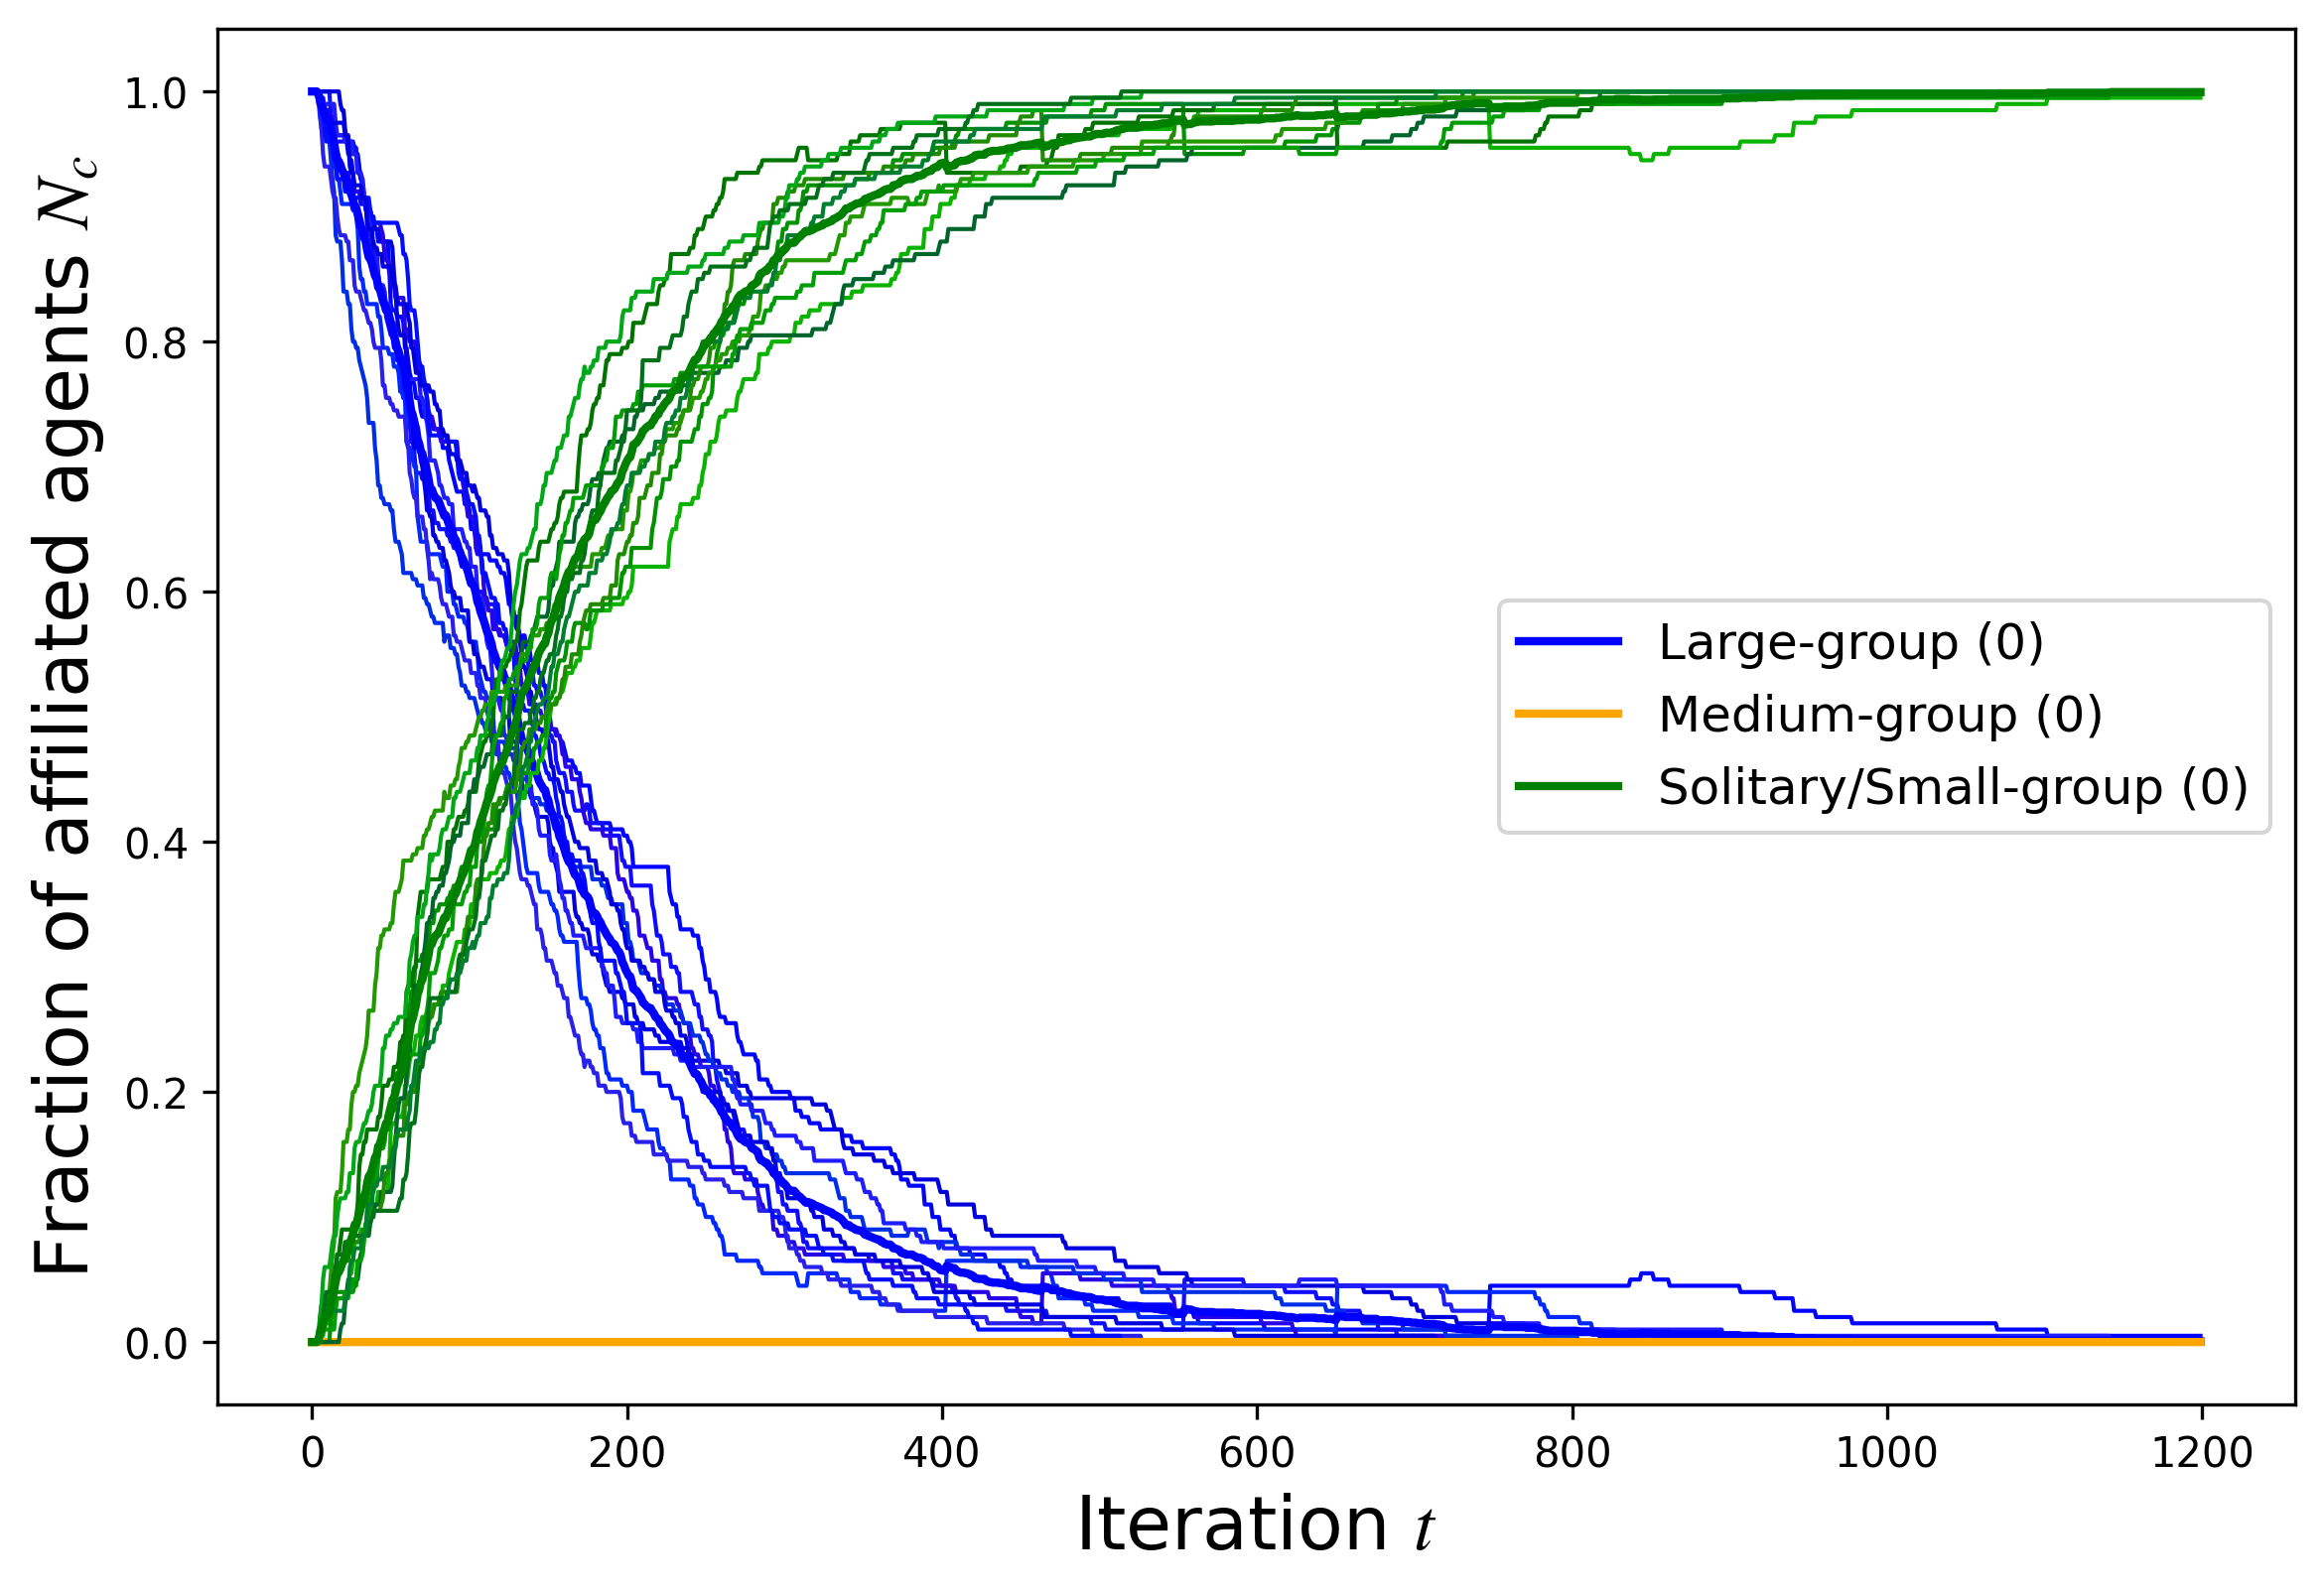 Fraction of affiliated agents N_c
1.0
0.8
0.6
0.4
0.2
0.0
Large-group (0)
Medium-group (0)
Solitary/Small-group (0)
0 200 400 600 800 1000 1200
Iteration t